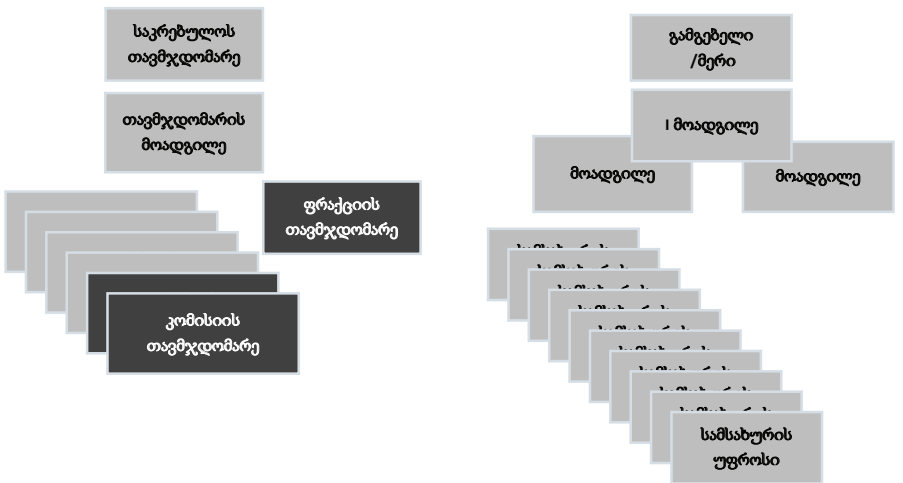 საკრებულოს
თავმჯდომარე
თავმჯდომარის
მოადგილე
ფრაქციის
თავმჯდომარე
კომისიის
თავმჯდომარე
გამგებელი
/მერი
I მოადგილე
მოადგილე
მოადგილე
სამსახურის
უფროსი